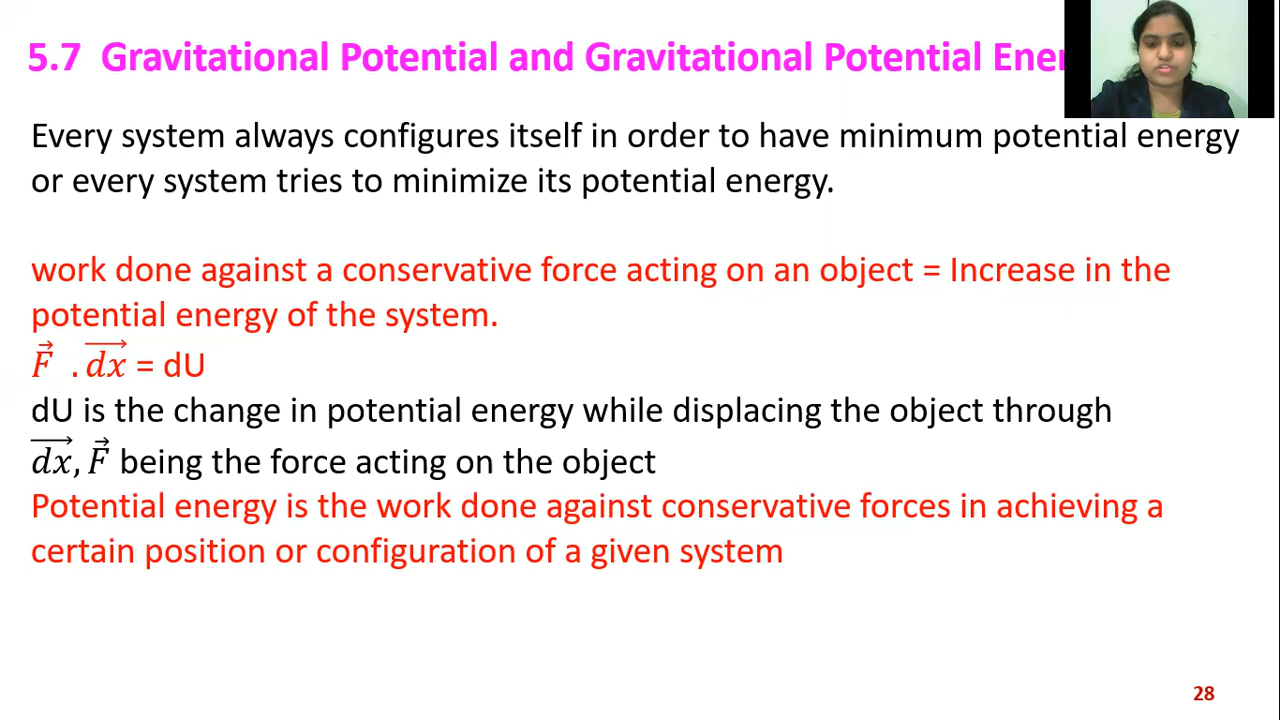 5.7 Gravitational Potential and Gravitational Potential
Every system always configures itself in order to have minimum potential energy
or every system tries to minimize its potential energy.
work done against a conservative force acting on an object = Increase in the
potential energy of the system.
F⃗ . d͞x⃗ = dU
dU is the change in potential energy while displacing the object through
d͞x⃗, F⃗ being the force acting on the object
Potential energy is the work done against conservative forces in achieving a
certain position or configuration of a given system
28